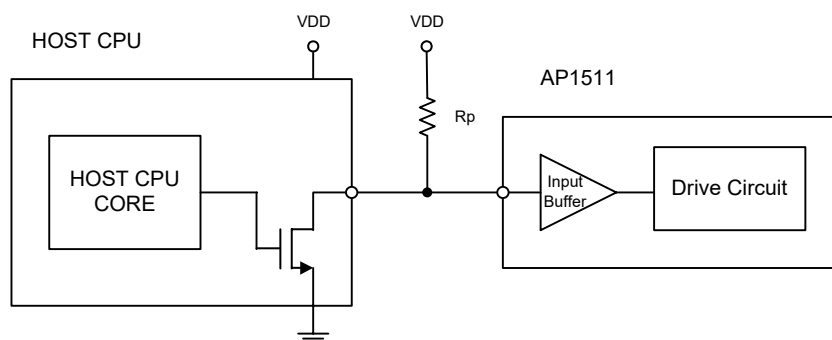 VDD
VDD
HOST CPU
AP1511
Rp
HOST CPU
CORE
Input
Buffer
Drive Circuit